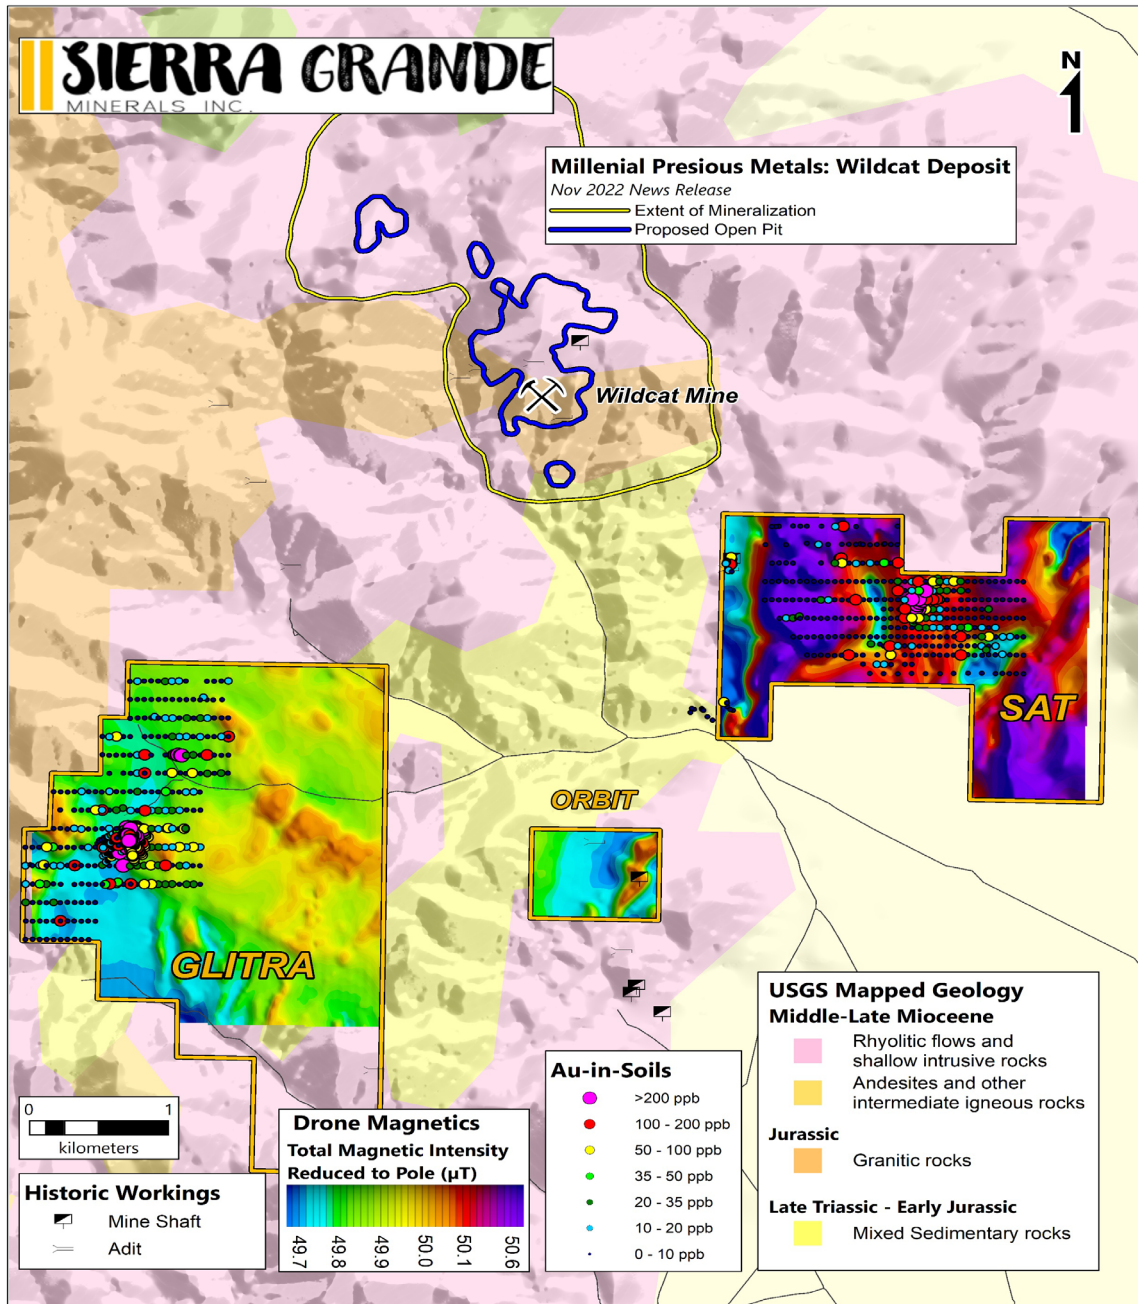 SIERRA GRANDE
MINERALS INC.
N
Millenial Presious Metals: Wildcat Deposit
Nov 2022 News Release
Extent of Mineralization
Proposed Open Pit
Wildcat Mine
SAT
ORBIT
GLITRA
0 1
kilometers
Historic Workings
Mine Shaft
Adit
Drone Magnetics
Total Magnetic Intensity
Reduced to Pole (µT)
49.7 49.8 49.9 50.0 50.1 50.6
Au-in-Soils
>200 ppb
100 - 200 ppb
50 - 100 ppb
35 - 50 ppb
20 - 35 ppb
10 - 20 ppb
0 - 10 ppb
USGS Mapped Geology
Middle-Late Mioceene
Rhyolitic flows and
shallow intrusive rocks
Andesites and other
intermediate igneous rocks
Jurassic
Granitic rocks
Late Triassic - Early Jurassic
Mixed Sedimentary rocks